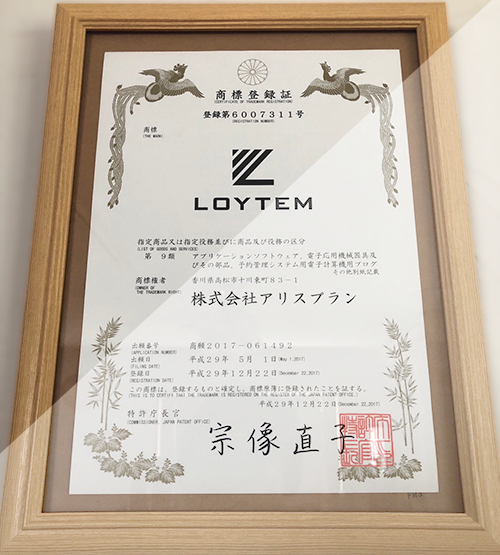 商標登録証
(CERTIFICATE OF TRADEMARK REGISTRATION)
登録第6007311号
(REGISTRATION NUMBER)
商標
(THE MARK)
LOYTEM
指定商品又は指定役務並びに商品及び役務の区分
(LIST OF GOODS AND SERVICES)
第 9類 アプリケーションソフトウェア、電子応用機械器具及
びその部品、予約管理システム用電子計算機用プログ
その他別紙記載
商標権者 香川県高松市十川東町83-1
(OWNER OF THE TRADEMARK RIGHT)
株式会社アリスプラン
出願番号 商願2017-061492
(APPLICATION NUMBER)
出願日 平成29年 5月 1日(May 1,2017)
(FILING DATE)
登録日 平成29年12月22日(December 22,2017)
(REGISTRATION DATE)
この商標は、登録するものと確定し、商標原簿に登録されたことを証する。
(THIS IS TO CERTIFY THAT THE TRADEMARK IS REGISTERED ON THE REGISTER OF THE JAPAN PATENT OFFICE.)
平成29年12月22日(December 22,2017)
特許庁長官
(COMMISSIONER, JAPAN PATENT OFFICE)
宗像直子